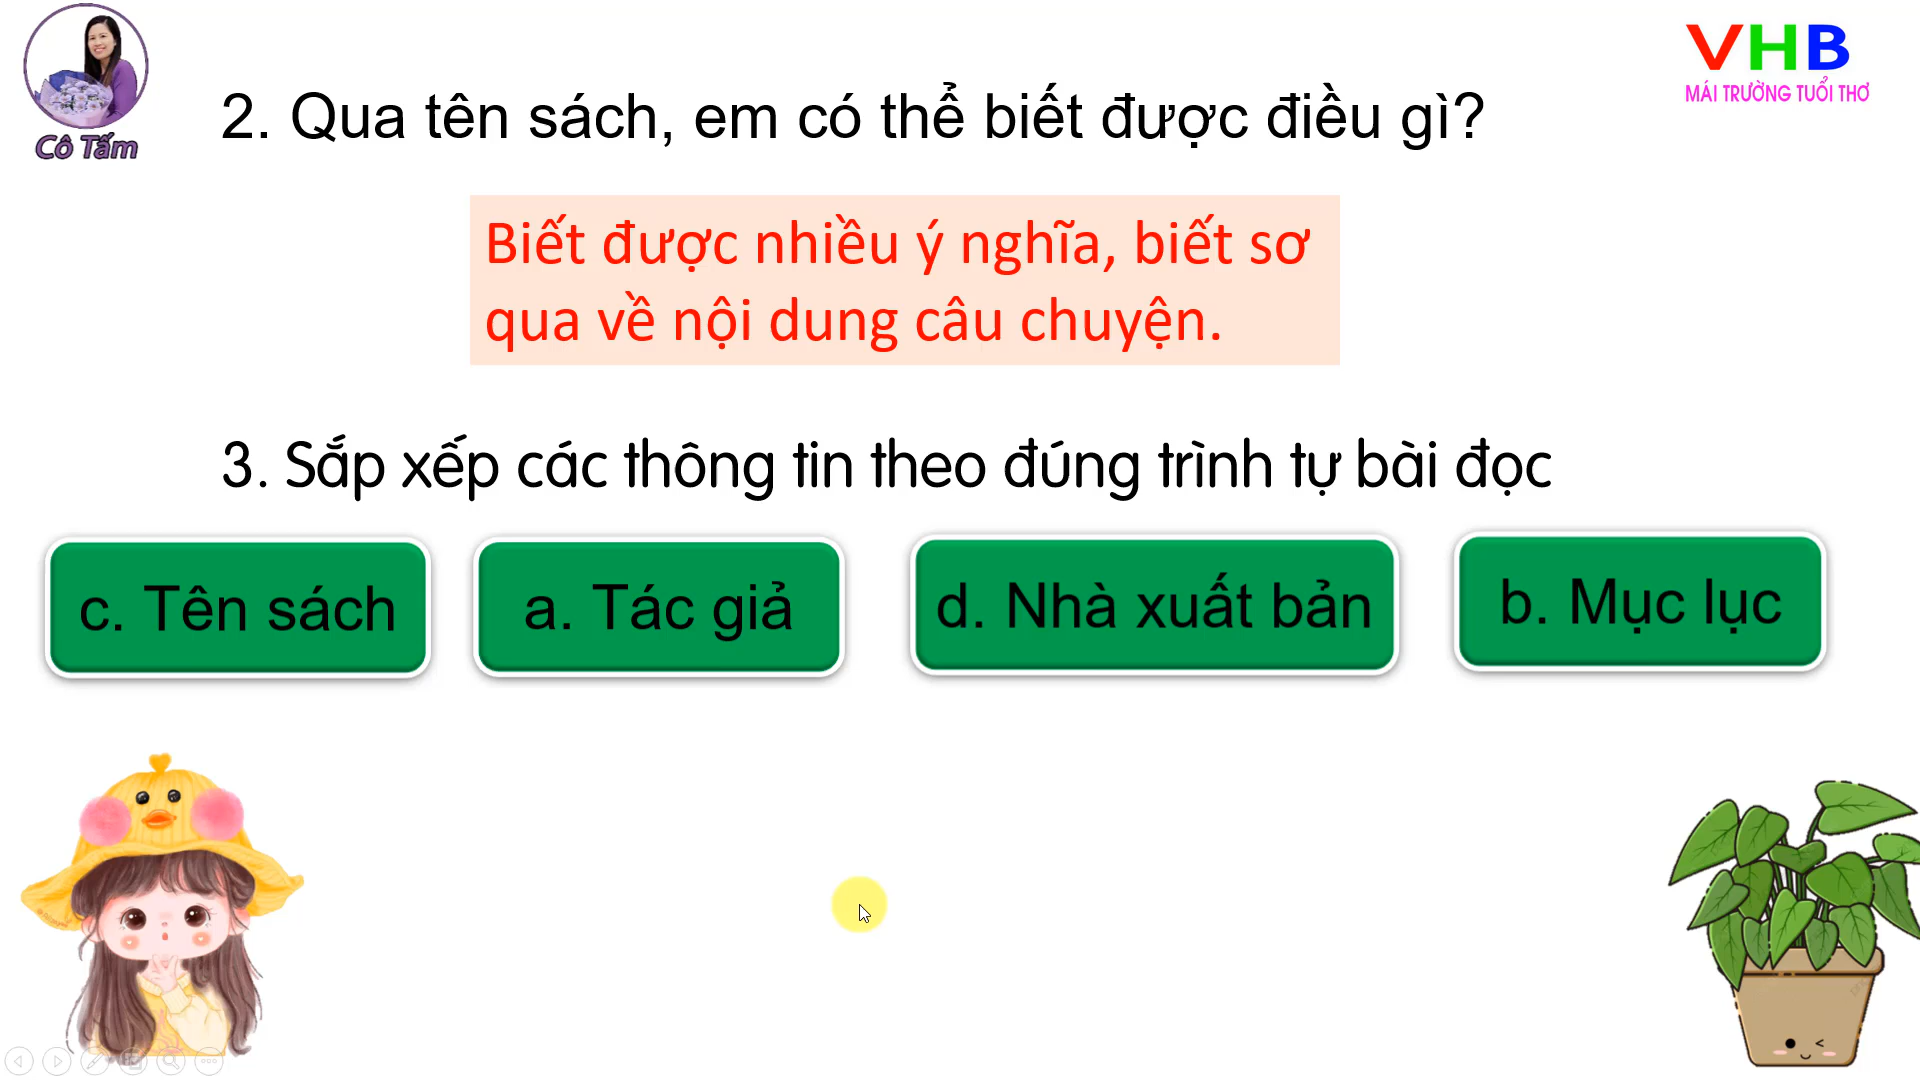 Cô Tấm
VHB
MÁI TRƯỜNG TUỔI THƠ
2. Qua tên sách, em có thể biết được điều gì?
Biết được nhiều ý nghĩa, biết sơ
qua về nội dung câu chuyện.
3. Sắp xếp các thông tin theo đúng trình tự bài đọc
c. Tên sách
a. Tác giả
d. Nhà xuất bản
b. Mục lục